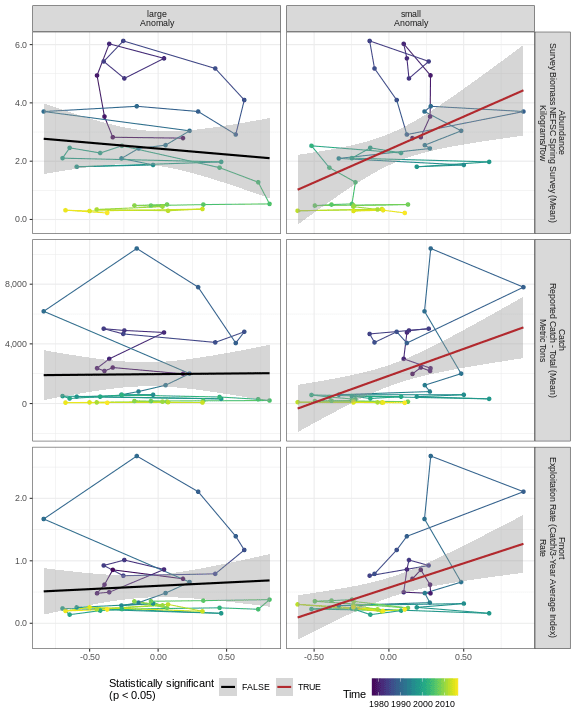 large
Anomaly
small
Anomaly
6.0
4.0
2.0
0.0
Abundance
Survey Biomass NEFSC Spring Survey (Mean)
Kilograms/Tow
8,000
4,000
0
Catch
Reported Catch - Total (Mean)
Metric Tons
2.0
1.0
0.0
Fmort
Exploitation Rate (Catch/3-Year Average Index)
Rate
-0.50 0.00 0.50
-0.50 0.00 0.50
Statistically significant
(p < 0.05)
FALSE
TRUE
Time
1980 1990 2000 2010